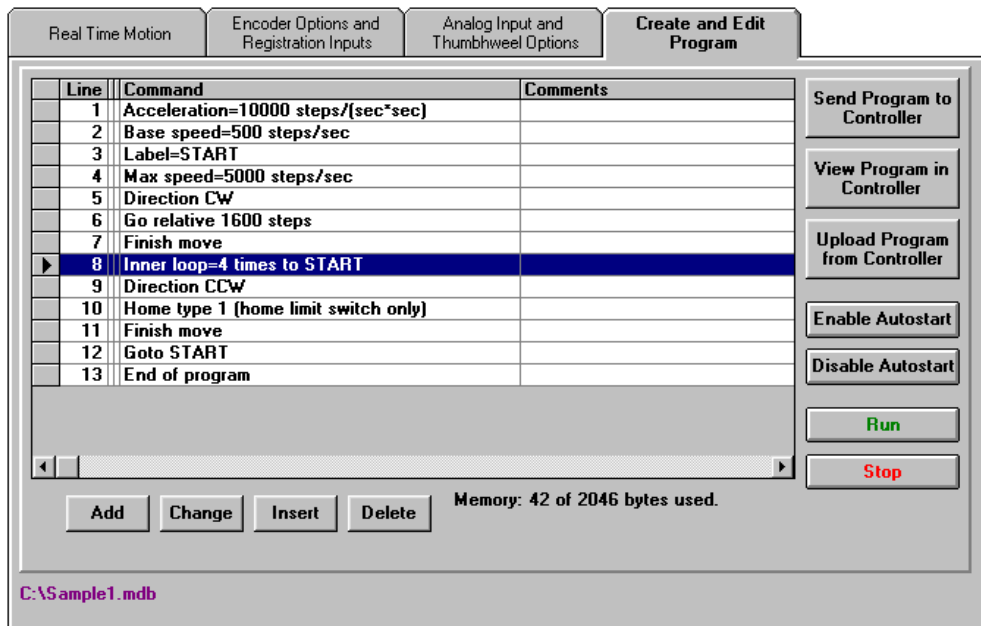 Real Time Motion
Encoder Options and
Registration Inputs
Analog Input and
Thumbhweel Options
Create and Edit
Program
Line Command Comments
1 Acceleration=10000 steps/(sec*sec)
2 Base speed=500 steps/sec
3 Label=START
4 Max speed=5000 steps/sec
5 Direction CW
6 Go relative 1600 steps
7 Finish move
8 Inner loop=4 times to START
9 Direction CCW
10 Home type 1 (home limit switch only)
11 Finish move
12 Goto START
13 End of program
Send Program to
Controller
View Program in
Controller
Upload Program
from Controller
Enable Autostart
Disable Autostart
Run
Stop
Add Change Insert Delete Memory: 42 of 2046 bytes used.
C:\Sample1.mdb